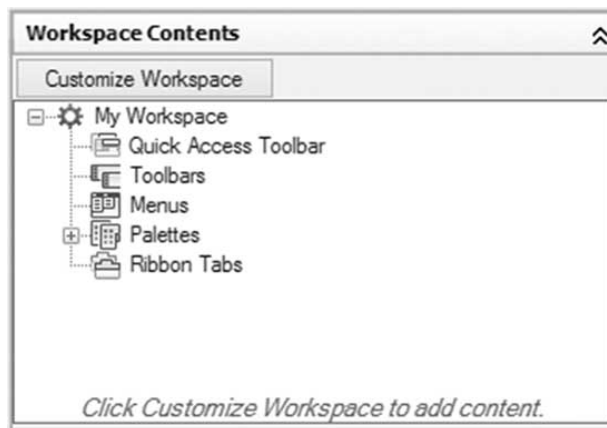 Workspace Contents
Customize Workspace
My Workspace
Quick Access Toolbar
Toolbars
Menus
Palettes
Ribbon Tabs
Click Customize Workspace to add content.